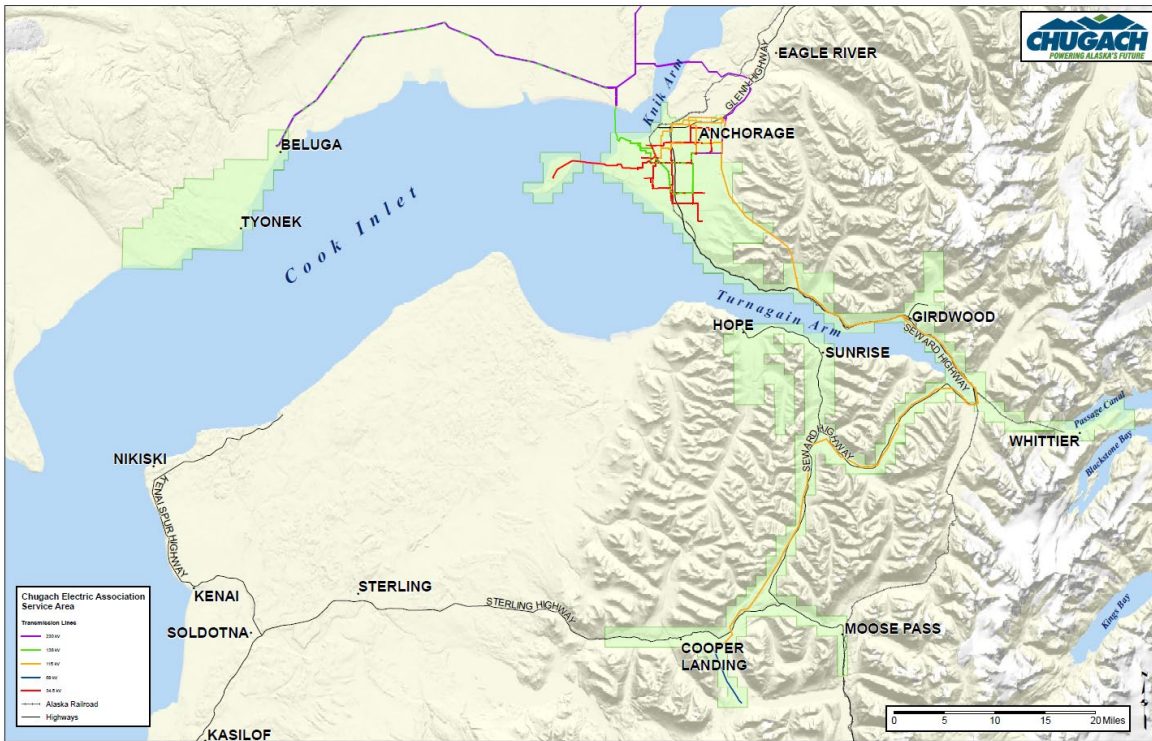 CHUGACH
POWERING ALASKA'S FUTURE
EAGLE RIVER
GLENN HIGHWAY
Knik Arm
ANCHORAGE
BELUGA
TYONEK
Cook Inlet
Turnagain Arm
GIRDWOOD
HOPE
SUNRISE
SEWARD HIGHWAY
Passage Canal
WHITTIER
Blackstone Bay
SEWARD HIGHWAY
NIKISKI
KENAI SPUR HIGHWAY
KENAI
STERLING
STERLING HIGHWAY
SOLDOTNA
MOOSE PASS
COOPER
LANDING
Kings Bay
KASILOF
Chugach Electric Association
Service Area
Transmission Lines
230 kV
138 kV
115 kV
69 kV
34.5 kV
Alaska Railroad
Highways
0 5 10 15 20 Miles